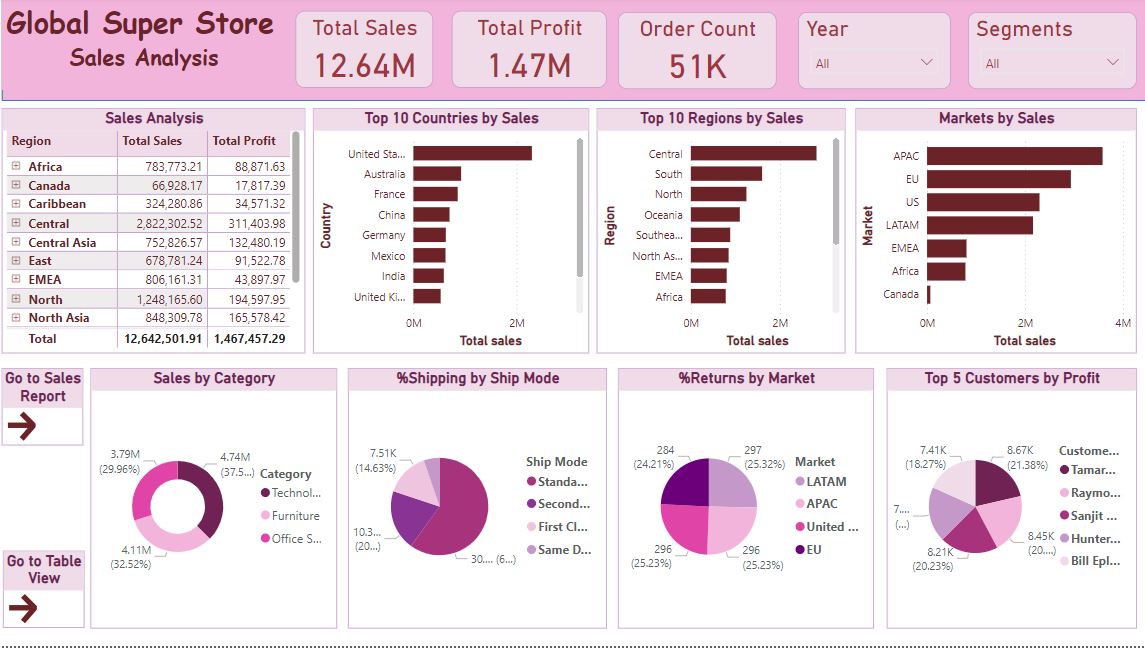 Global Super Store
Sales Analysis
Total Sales
12.64M
Total Profit
1.47M
Order Count
51K
Year
All
Segments
All
Sales Analysis
Region Total Sales Total Profit
Africa 783,773.21 88,871.63
Canada 66,928.17 17,817.39
Caribbean 324,280.86 34,571.32
Central 2,822,302.52 311,403.98
Central Asia 752,826.57 132,480.19
East 678,781.24 91,522.78
EMEA 806,161.31 43,897.97
North 1,248,165.60 194,597.95
North Asia 848,309.78 165,578.42
Total 12,642,501.91 1,467,457.29
Top 10 Countries by Sales
Country
United Sta...
Australia
France
China
Germany
Mexico
India
United Ki...
0M 2M
Total sales
Top 10 Regions by Sales
Region
Central
South
North
Oceania
Southea...
North As...
EMEA
Africa
0M 2M
Total sales
Markets by Sales
Market
APAC
EU
US
LATAM
EMEA
Africa
Canada
0M 2M 4M
Total sales
Go to Sales
Report
Go to Table
View
Sales by Category
3.79M
(29.96%)
4.74M
(37.5...)
4.11M
(32.52%)
Category
Technol...
Furniture
Office S...
%Shipping by Ship Mode
7.51K
(14.63%)
10.3...
(20...)
30.... (6...)
Ship Mode
Standa...
Second...
First Cl...
Same D...
%Returns by Market
284
(24.21%)
297
(25.32%)
296
(25.23%)
296
(25.23%)
Market
LATAM
APAC
United ...
EU
Top 5 Customers by Profit
7.41K
(18.27%)
8.67K
(21.38%)
7....
(...)
8.21K
(20.23%)
8.45K
(20....)
Custome...
Tamar...
Raymo...
Sanjit ...
Hunter...
Bill Epl...